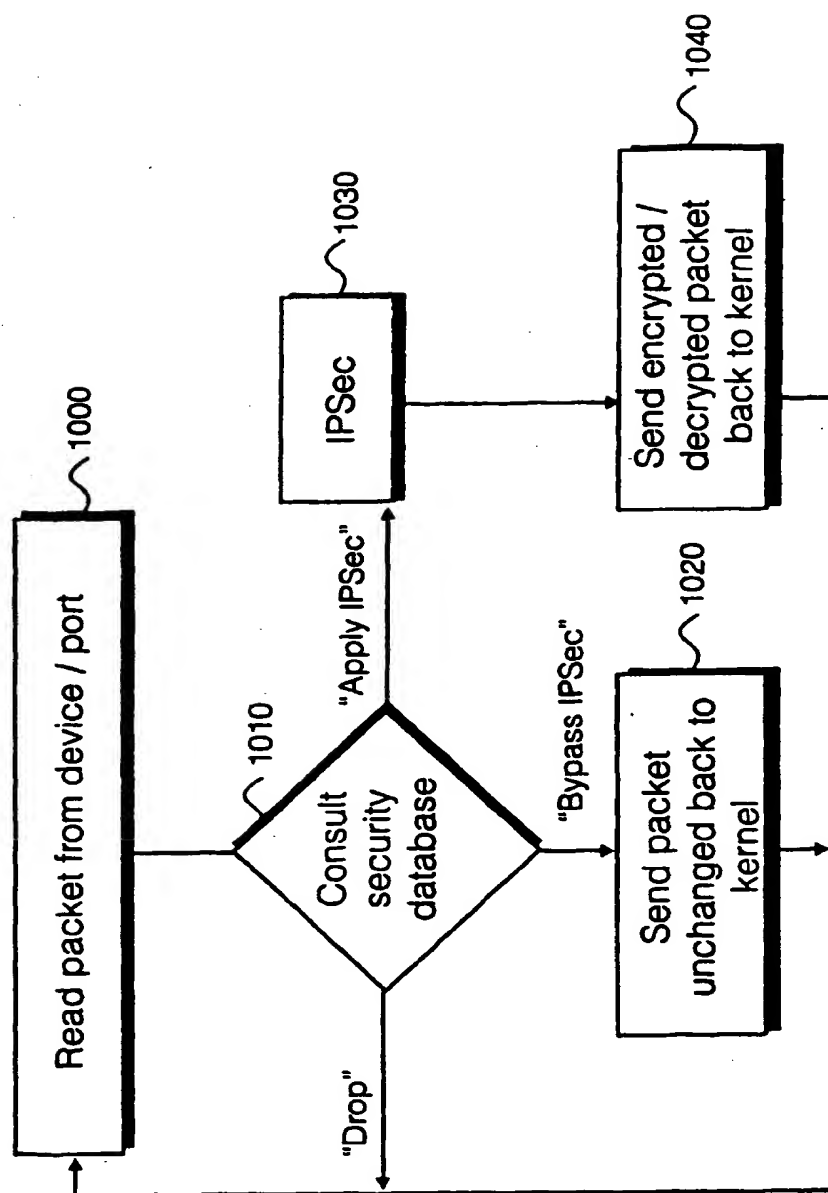 Read packet from device / port
1000
1010
Consult
security
database
"Drop"
"Apply IPSec"
IPSec
1030
"Bypass IPSec"
Send packet
unchanged back to
kernel
1020
Send encrypted /
decrypted packet
back to kernel
1040